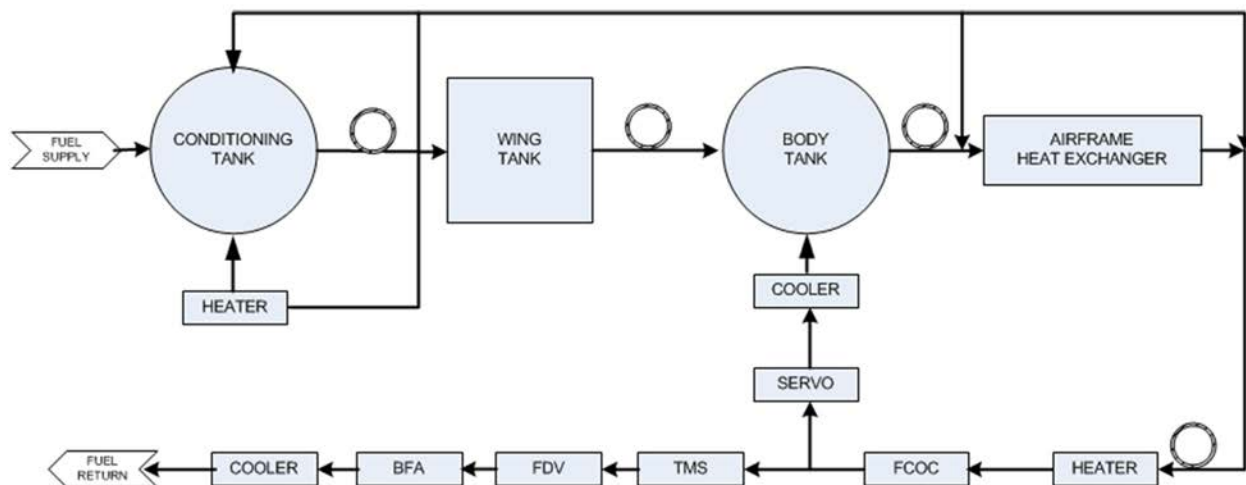 FUEL
SUPPLY
CONDITIONING
TANK
WING
TANK
BODY
TANK
AIRFRAME
HEAT EXCHANGER
HEATER
COOLER
SERVO
FUEL
RETURN
COOLER
BFA
FDV
TMS
FCOC
HEATER